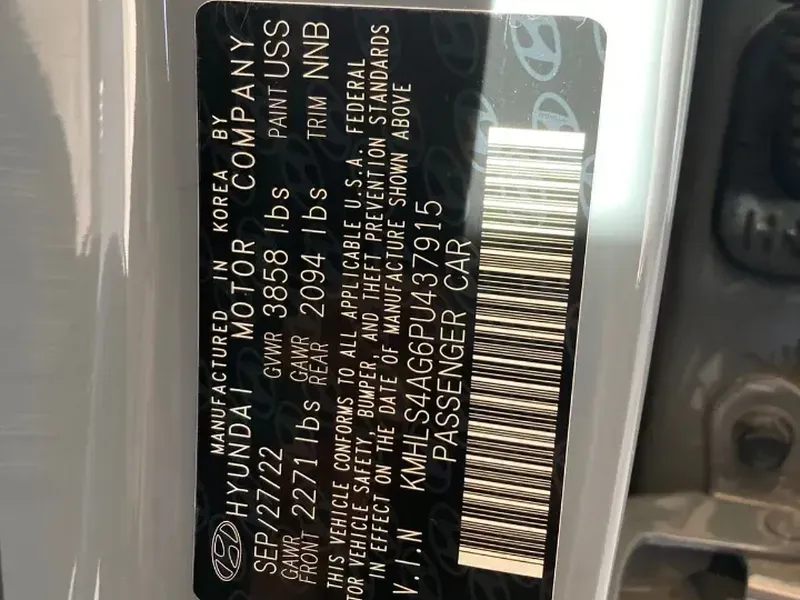 MANUFACTURED IN KOREA BY
HYUNDAI MOTOR COMPANY
SEP/27/22 GVWR 3858 lbs PAINT USS
GAWR FRONT 2271 lbs GAWR REAR 2094 lbs TRIM NNB
THIS VEHICLE CONFORMS TO ALL APPLICABLE U.S.A. FEDERAL
TOR VEHICLE SAFETY, BUMPER, AND THEFT PREVENTION STANDARDS
IN EFFECT ON THE DATE OF MANUFACTURE SHOWN ABOVE
V.I.N KMHLS4AG6PU437915
PASSENGER CAR